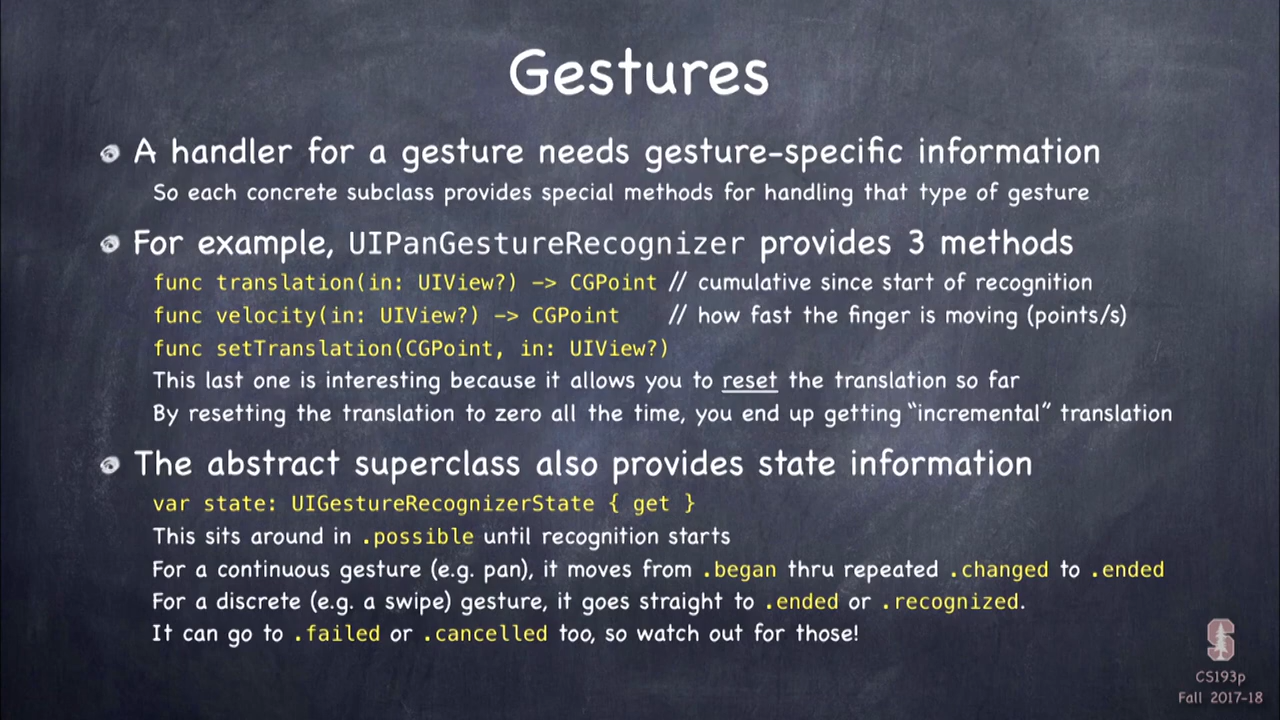 Gestures
A handler for a gesture needs gesture-specific information
So each concrete subclass provides special methods for handling that type of gesture
For example, UIPanGestureRecognizer provides 3 methods
func translation(in: UIView?) -> CGPoint // cumulative since start of recognition
func velocity(in: UIView?) -> CGPoint // how fast the finger is moving (points/s)
func setTranslation(CGPoint, in: UIView?)
This last one is interesting because it allows you to reset the translation so far
By resetting the translation to zero all the time, you end up getting “incremental” translation
The abstract superclass also provides state information
var state: UIGestureRecognizerState { get }
This sits around in .possible until recognition starts
For a continuous gesture (e.g. pan), it moves from .began thru repeated .changed to .ended
For a discrete (e.g. a swipe) gesture, it goes straight to .ended or .recognized.
It can go to .failed or .cancelled too, so watch out for those!
S
CS193p
Fall 2017-18